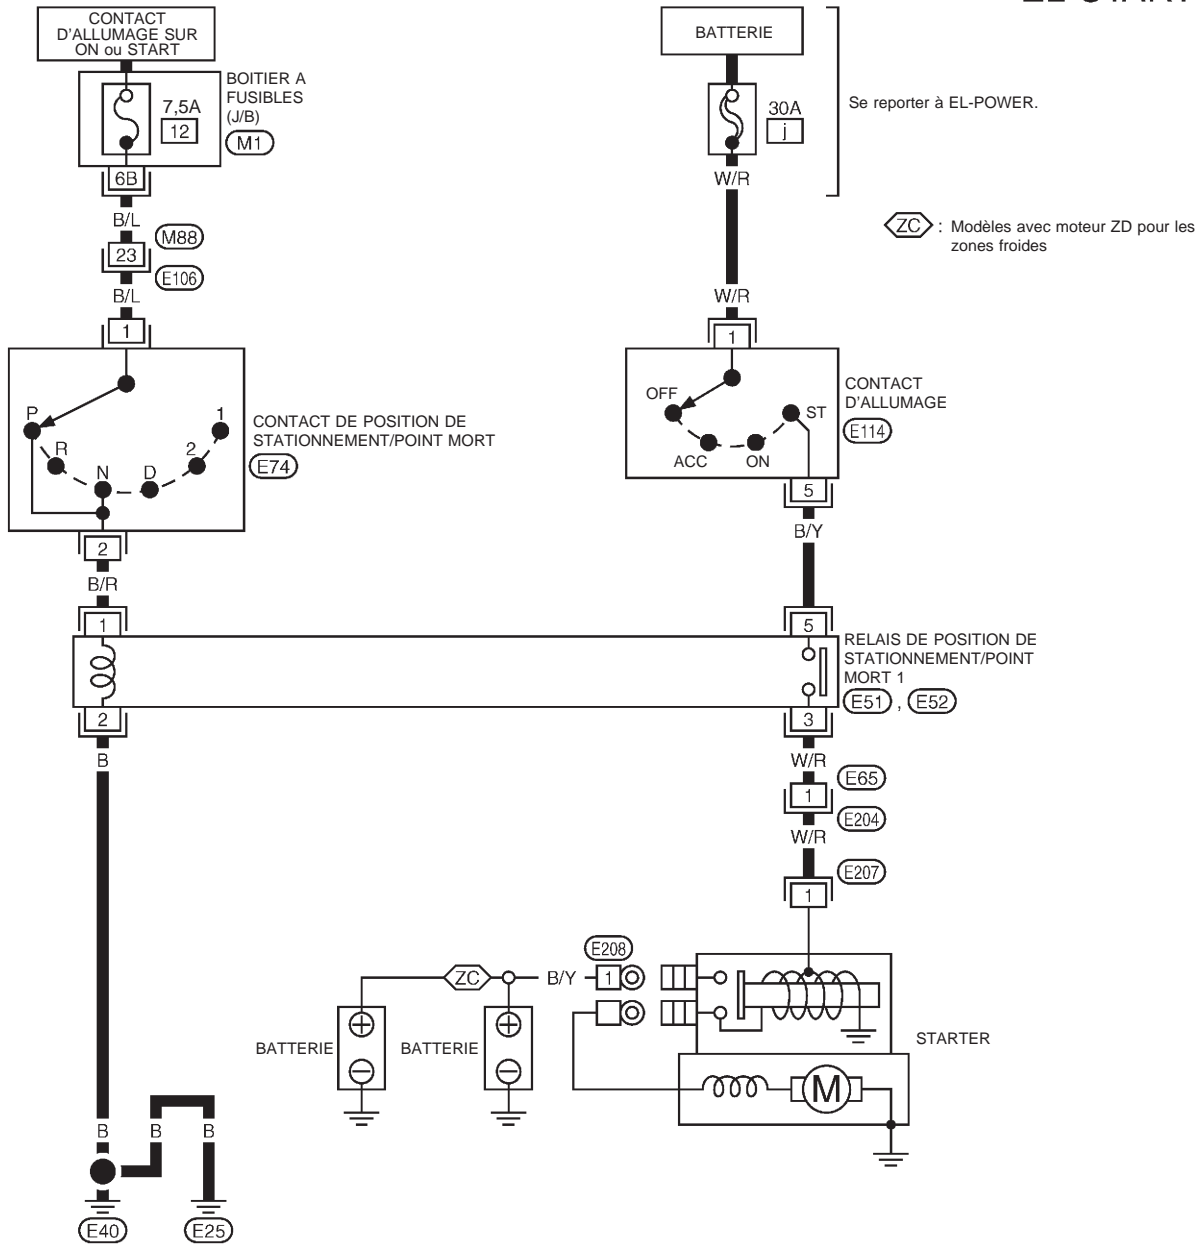 CONTACT
D'ALLUMAGE SUR
ON ou START
BOITIER A
FUSIBLES
(J/B)
M1
7,5A
12
6B
B/L
M88
23
E106
B/L
1
P
R
N
D
2
1
CONTACT DE POSITION DE
STATIONNEMENT/POINT MORT
E74
2
B/R
1
2
B
BATTERIE
30A
j
Se reporter à EL-POWER.
W/R
ZC : Modèles avec moteur ZD pour les
zones froides
W/R
1
OFF
ACC
ON
ST
CONTACT
D'ALLUMAGE
E114
5
B/Y
5
RELAIS DE POSITION DE
STATIONNEMENT/POINT
MORT 1
E51 , E52
3
W/R
E65
1
E204
W/R
E207
1
E208
ZC
B/Y
1
BATTERIE
BATTERIE
STARTER
M
B
B
B
E40
E25